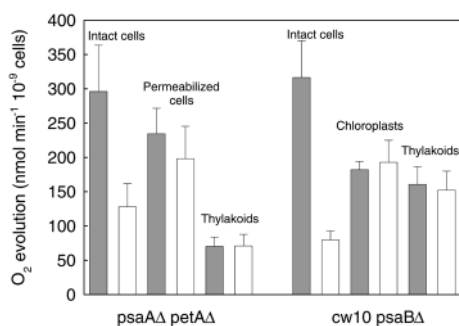 O₂ evolution (nmol min⁻¹ 10⁻⁹ cells)
400
350
300
250
200
150
100
50
0
Intact cells
Permeabilized
cells
Thylakoids
Intact cells
Chloroplasts
Thylakoids
psaAΔ petAΔ
cw10 psaBΔ